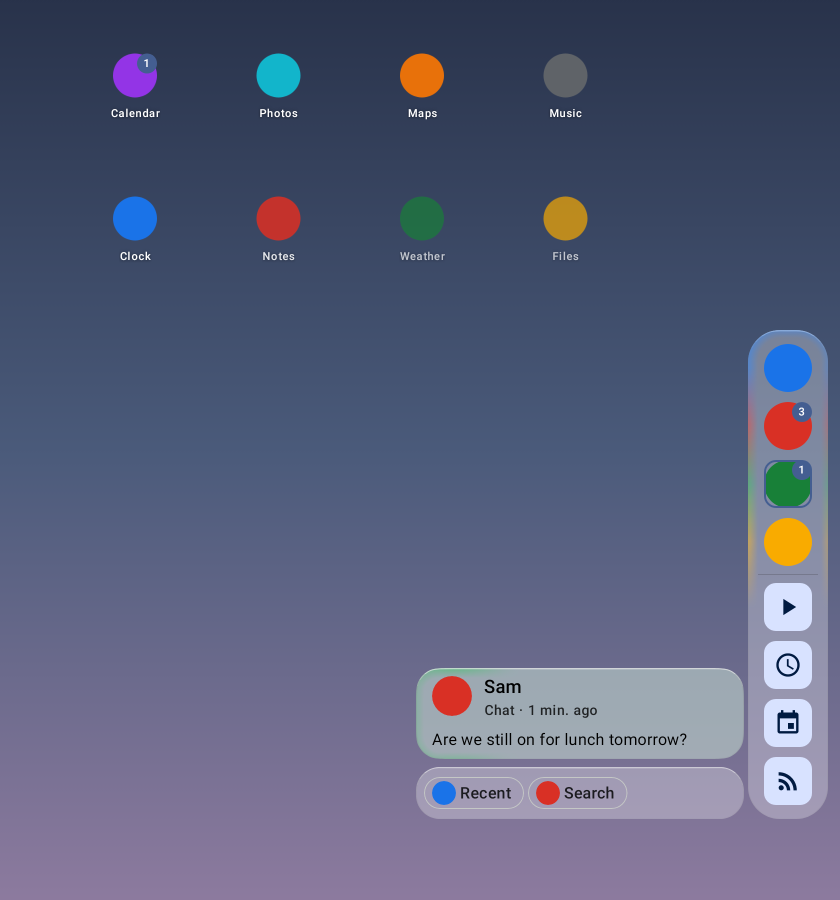 1
Calendar
Photos
Maps
Music
Clock
Notes
Weather
Files
3
1
Sam
Chat · 1 min. ago
Are we still on for lunch tomorrow?
Recent
Search